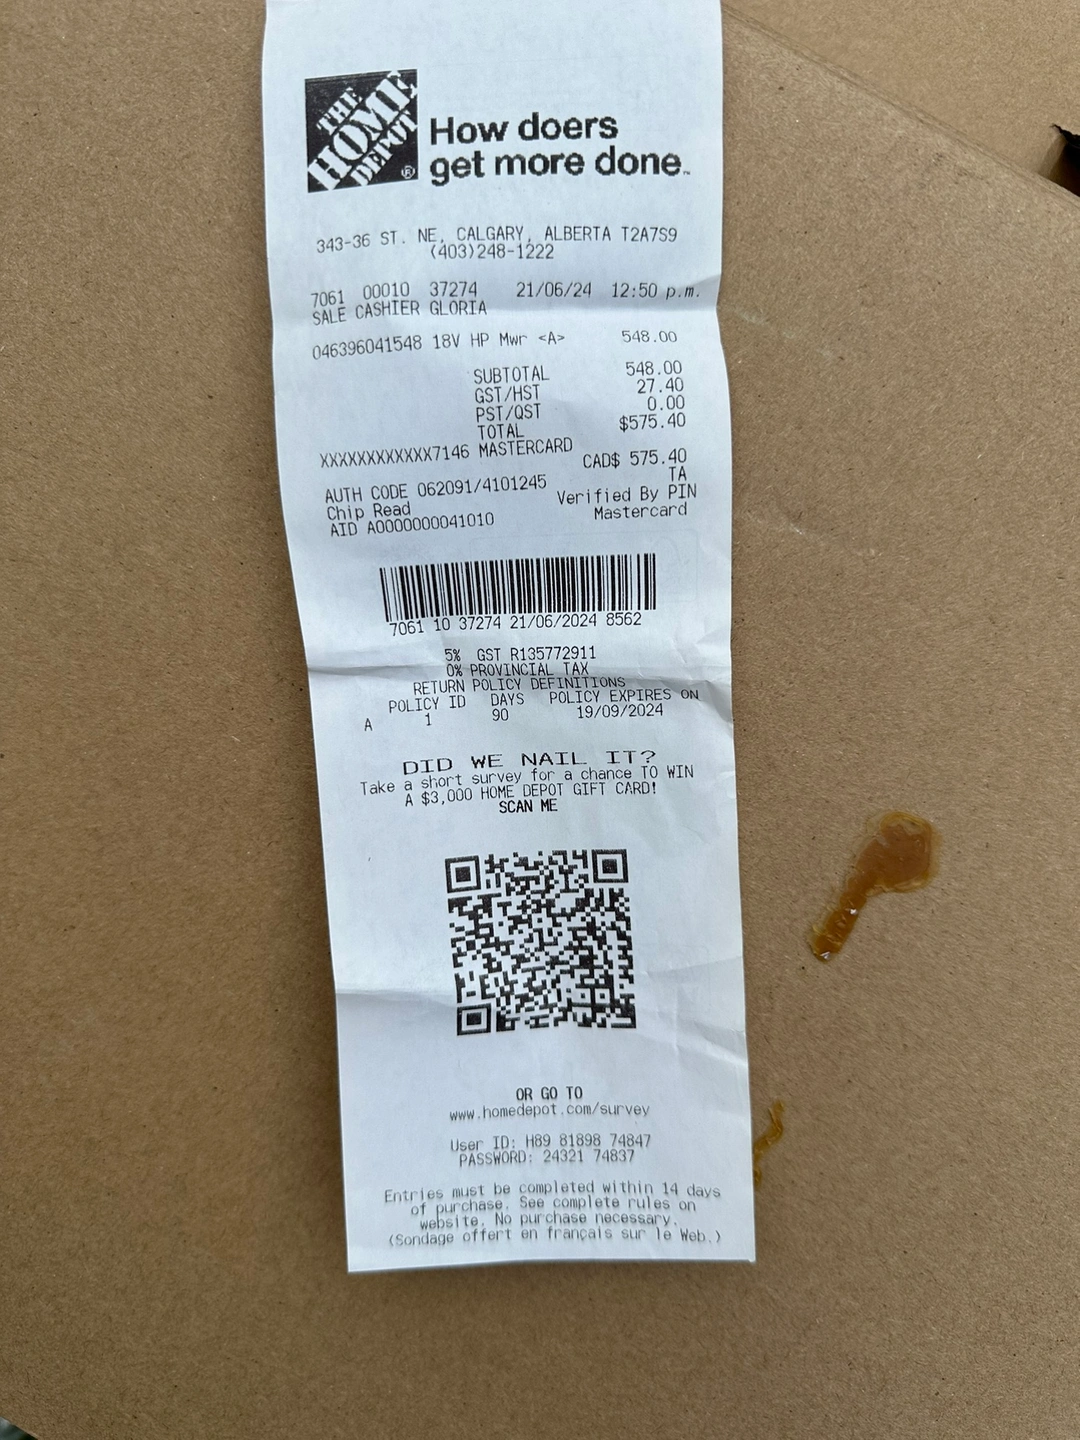 THE
HOME
DEPOT
®
How doers
get more done™
343-36 ST. NE, CALGARY, ALBERTA T2A7S9
(403)248-1222
7061 00010 37274 21/06/24 12:50 p.m.
SALE CASHIER GLORIA
046396041548 18V HP Mwr <A> 548.00
SUBTOTAL 548.00
GST/HST 27.40
PST/QST 0.00
TOTAL $575.40
XXXXXXXXXXXX7146 MASTERCARD
CAD$ 575.40
AUTH CODE 062091/4101245 TA
Chip Read Verified By PIN
AID A0000000041010 Mastercard
7061 10 37274 21/06/2024 8562
5% GST R135772911
0% PROVINCIAL TAX
RETURN POLICY DEFINITIONS
POLICY ID DAYS POLICY EXPIRES ON
A 1 90 19/09/2024
DID WE NAIL IT?
Take a short survey for a chance TO WIN
A $3,000 HOME DEPOT GIFT CARD!
SCAN ME
OR GO TO
www.homedepot.com/survey
User ID: H89 81898 74847
PASSWORD: 24321 74837
Entries must be completed within 14 days
of purchase. See complete rules on
website. No purchase necessary.
(Sondage offert en français sur le Web.)